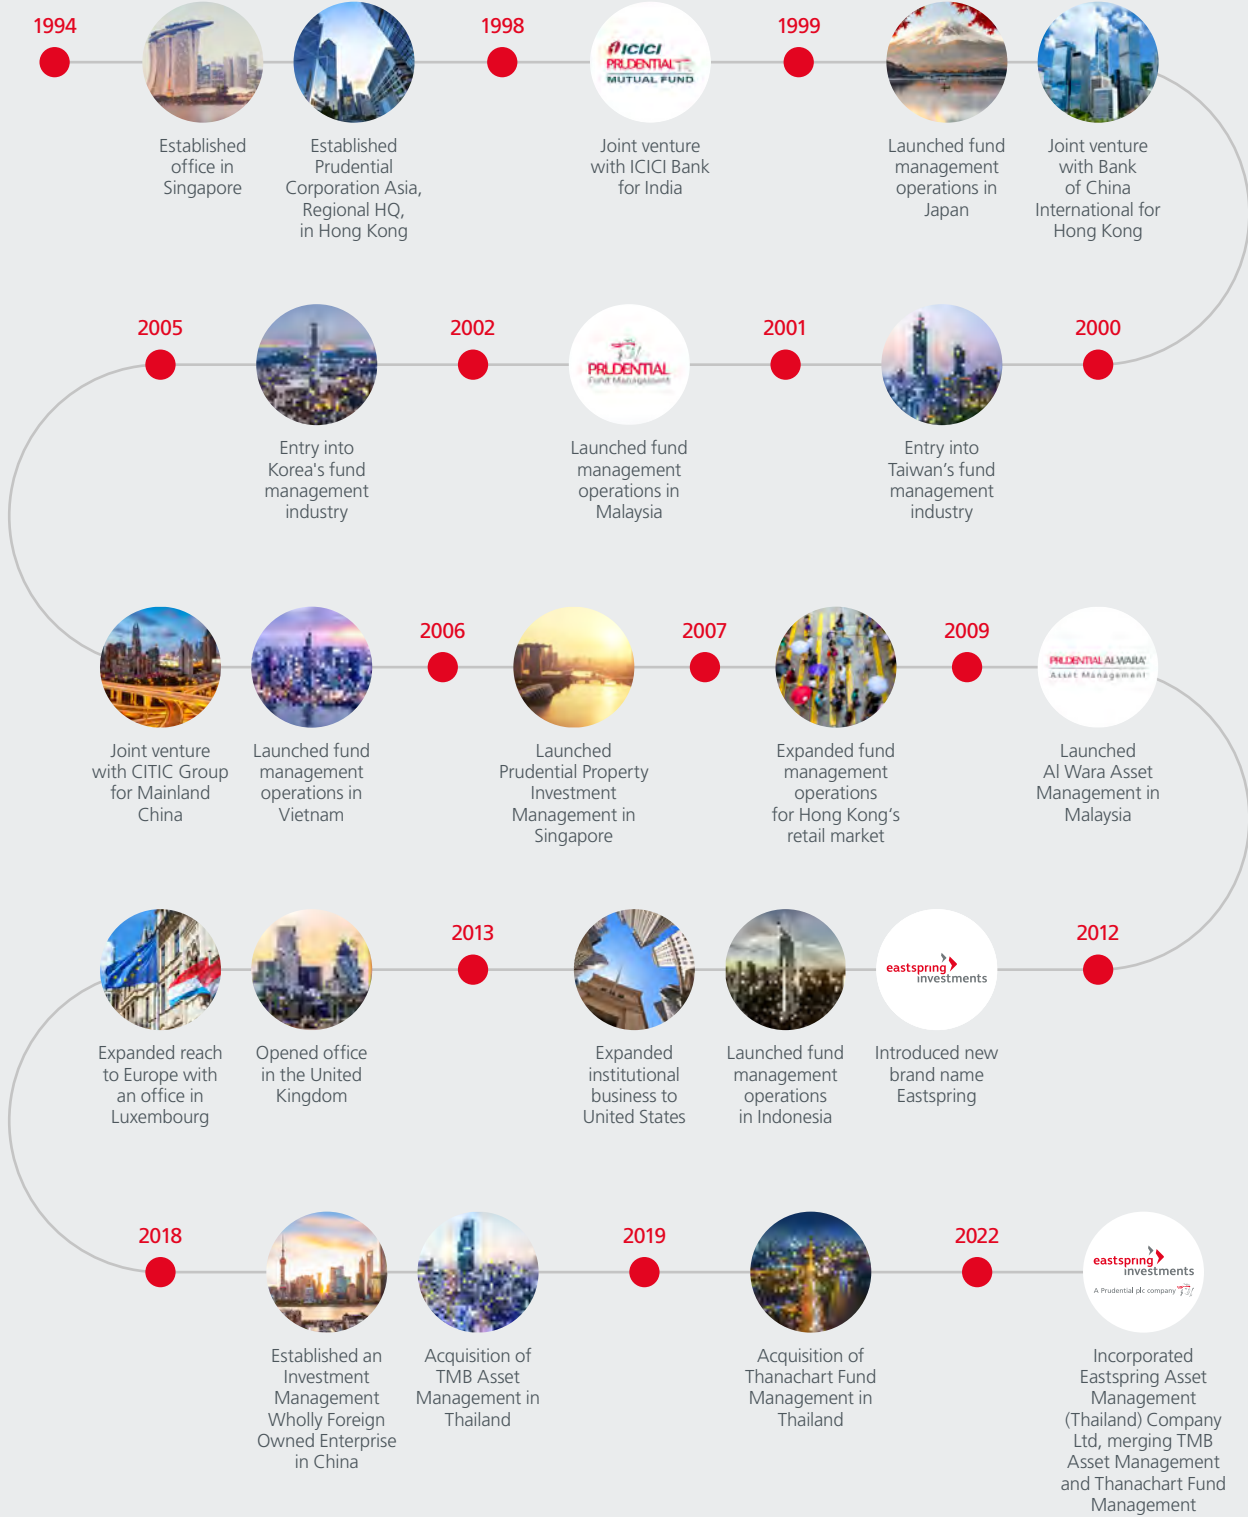 1994
Established
office in
Singapore
Established
Prudential
Corporation Asia,
Regional HQ,
in Hong Kong
1998
ICICI
PRUDENTIAL
MUTUAL FUND
Joint venture
with ICICI Bank
for India
1999
Launched fund
management
operations in
Japan
Joint venture
with Bank
of China
International for
Hong Kong
2000
Entry into
Taiwan’s fund
management
industry
2001
PRUDENTIAL
Fund Management
Launched fund
management
operations in
Malaysia
2002
Entry into
Korea's fund
management
industry
2005
Joint venture
with CITIC Group
for Mainland
China
Launched fund
management
operations in
Vietnam
2006
Launched
Prudential Property
Investment
Management in
Singapore
2007
Expanded fund
management
operations
for Hong Kong‘s
retail market
2009
PRUDENTIAL AL-WARA'
Asset Management
Launched
Al Wara Asset
Management in
Malaysia
2012
eastspring
investments
Introduced new
brand name
Eastspring
Launched fund
management
operations
in Indonesia
Expanded
institutional
business to
United States
2013
Opened office
in the United
Kingdom
Expanded reach
to Europe with
an office in
Luxembourg
2018
Established an
Investment
Management
Wholly Foreign
Owned Enterprise
in China
Acquisition of
TMB Asset
Management in
Thailand
2019
Acquisition of
Thanachart Fund
Management in
Thailand
2022
eastspring
investments
A Prudential plc company
Incorporated
Eastspring Asset
Management
(Thailand) Company
Ltd, merging TMB
Asset Management
and Thanachart Fund
Management